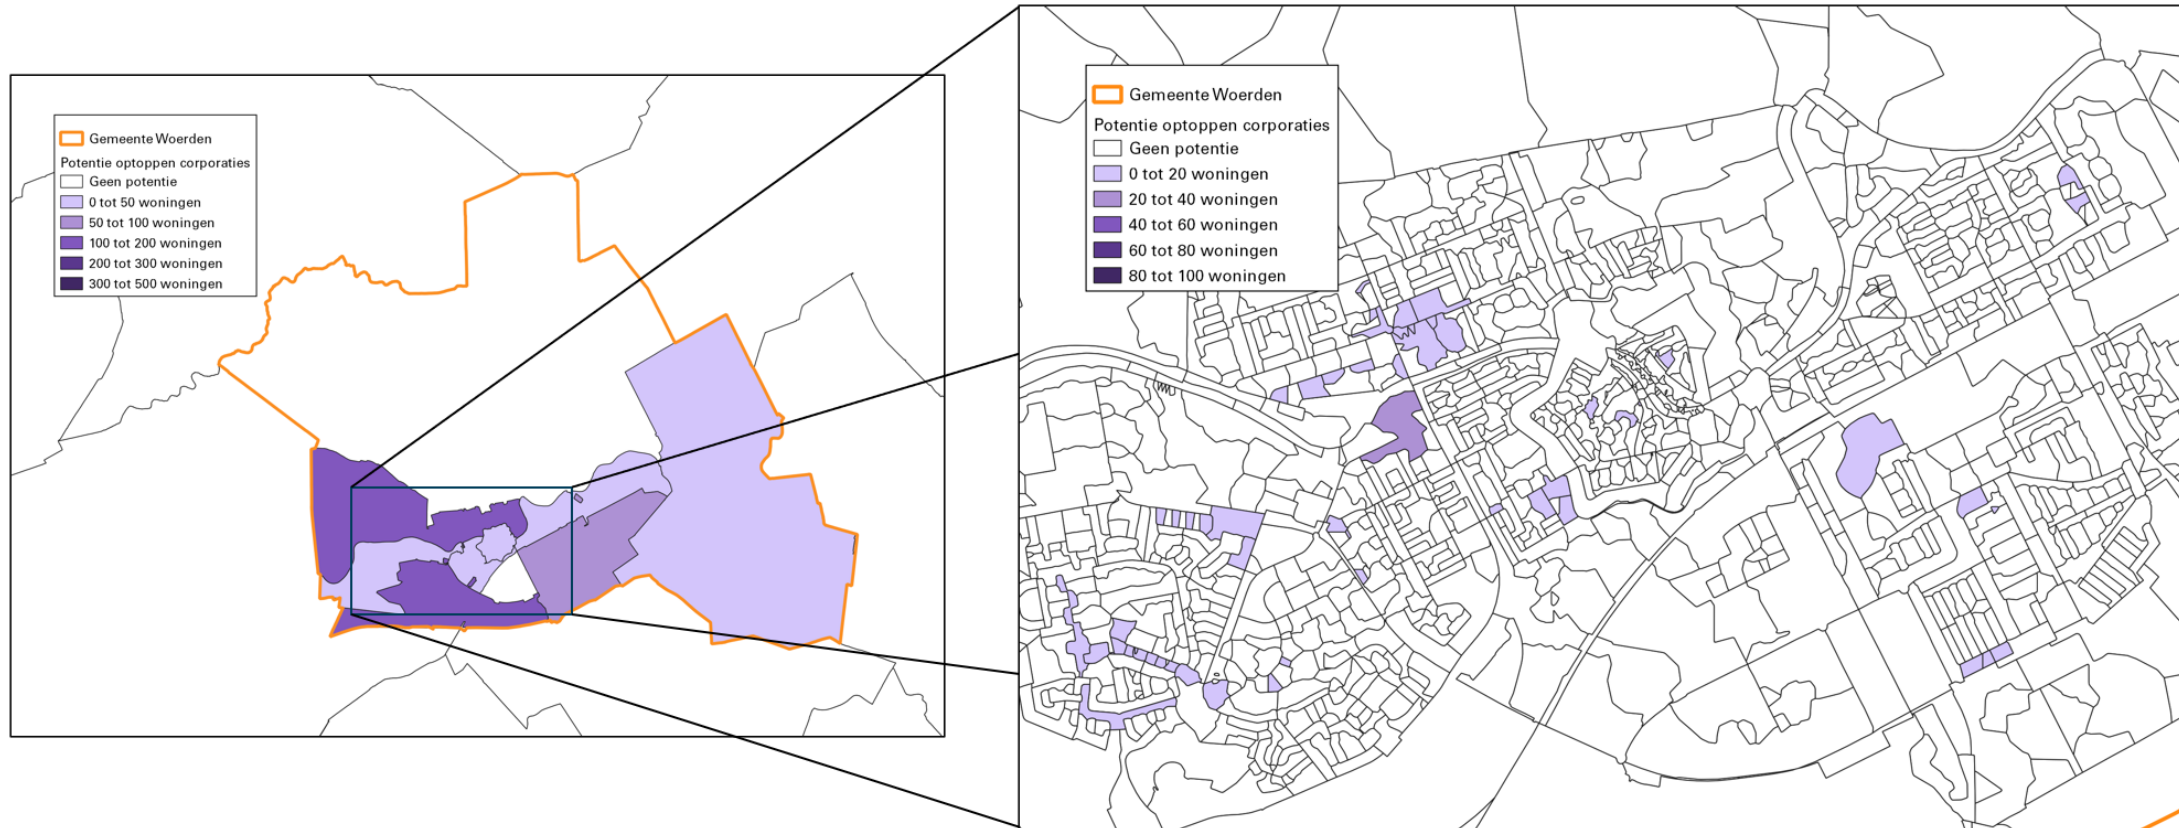 Gemeente Woerden
Potentie optoppen corporaties
Geen potentie
0 tot 50 woningen
50 tot 100 woningen
100 tot 200 woningen
200 tot 300 woningen
300 tot 500 woningen
Gemeente Woerden
Potentie optoppen corporaties
Geen potentie
0 tot 20 woningen
20 tot 40 woningen
40 tot 60 woningen
60 tot 80 woningen
80 tot 100 woningen